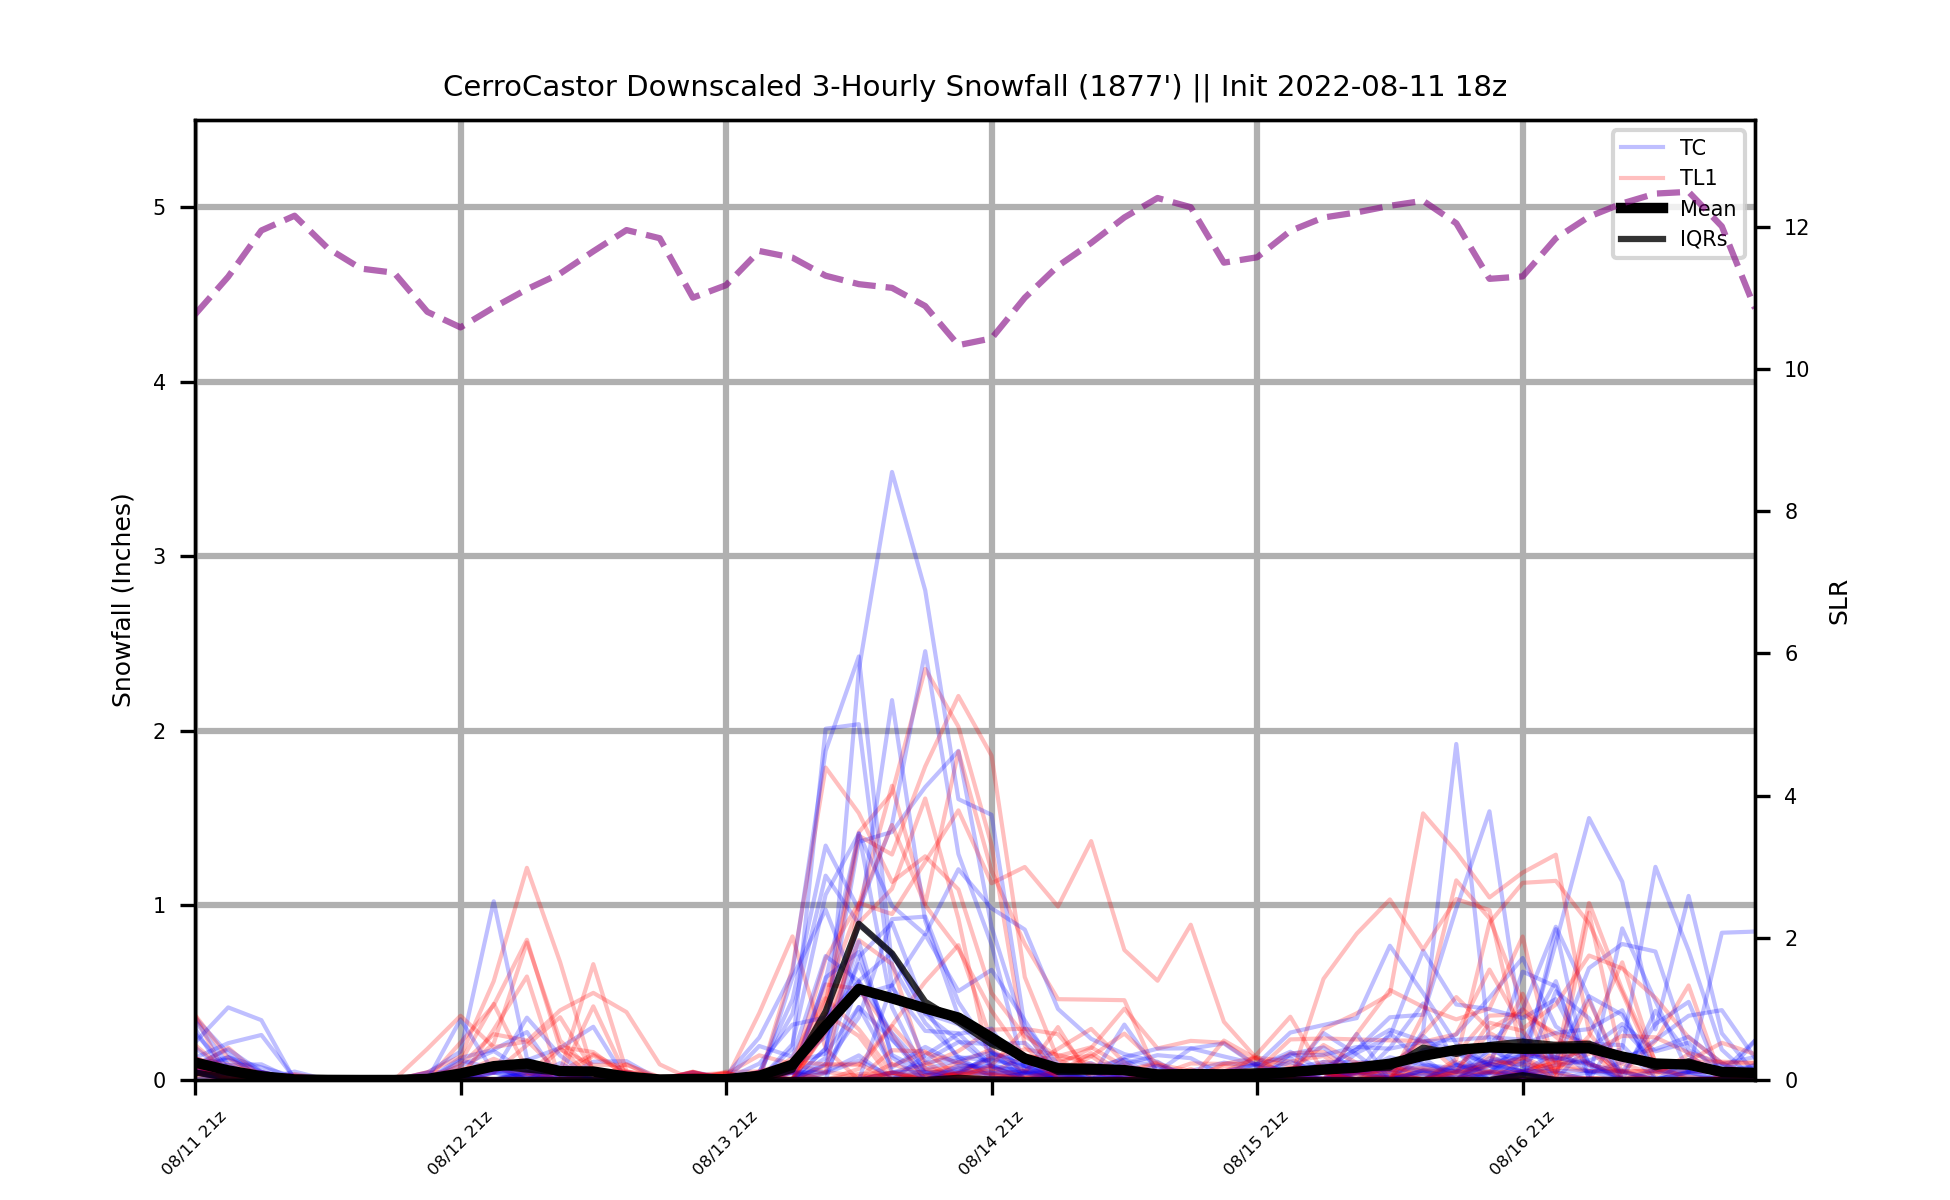 CerroCastor Downscaled 3-Hourly Snowfall (1877') || Init 2022-08-11 18z
TC
TL1
Mean
IQRs
Snowfall (Inches)
5
4
3
2
1
0
SLR
12
10
8
6
4
2
0
08/11 21z
08/12 21z
08/13 21z
08/14 21z
08/15 21z
08/16 21z